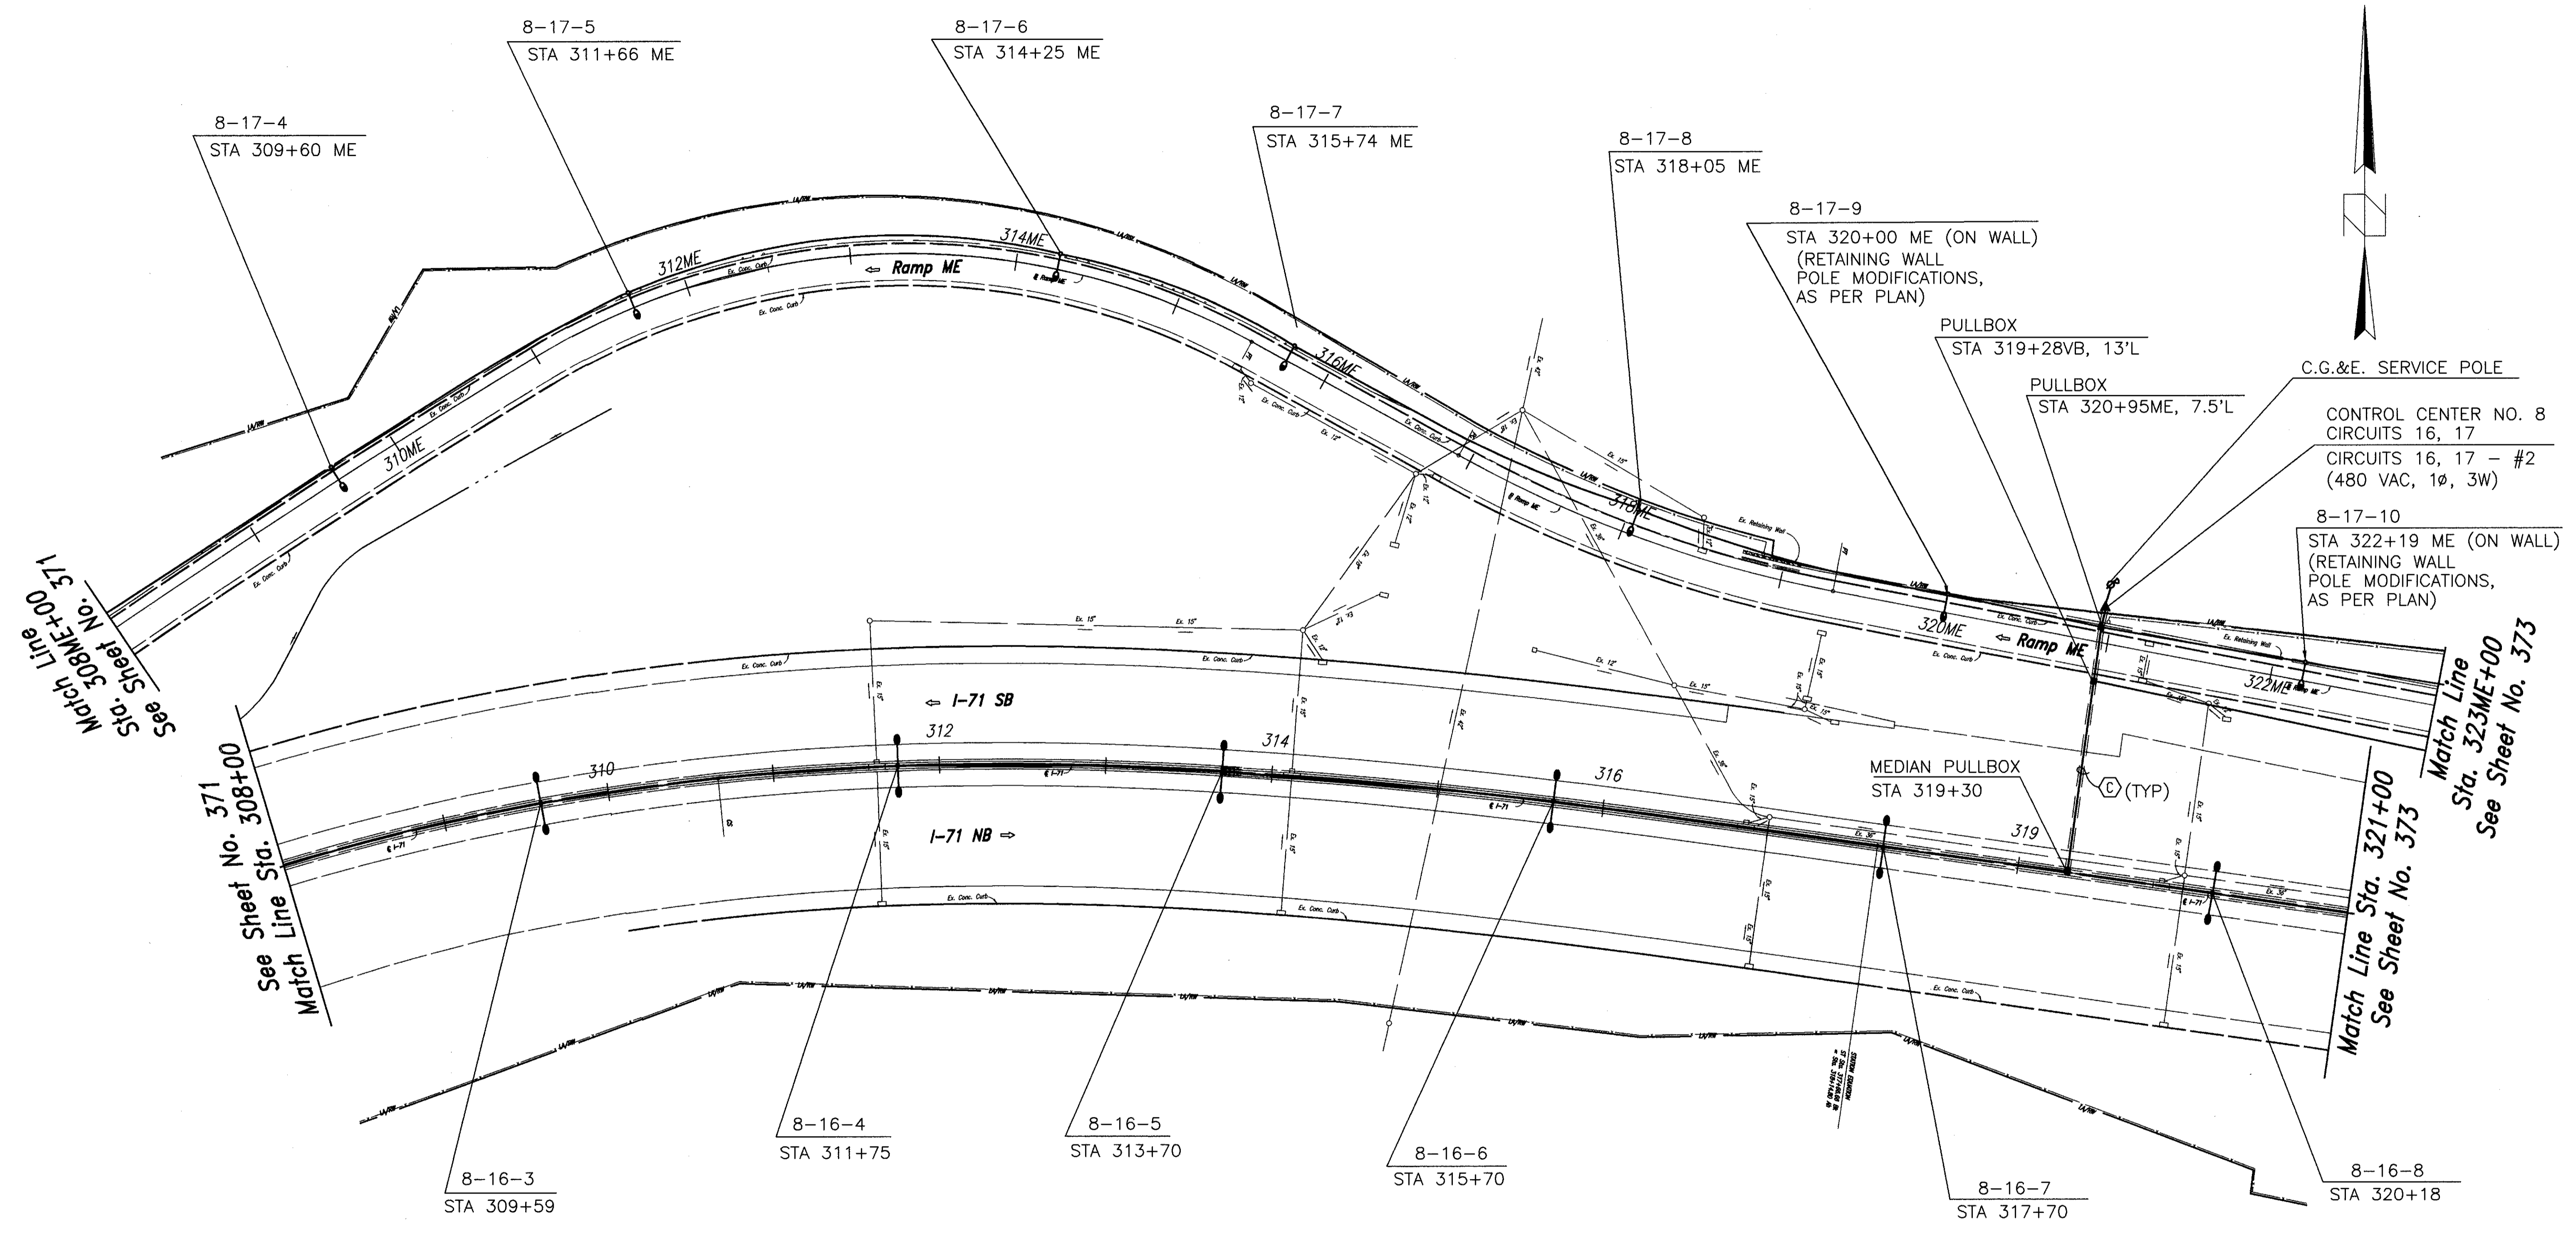 8-17-5
STA 311+66 ME
8-17-6
STA 314+25 ME
8-17-4
STA 309+60 ME
8-17-7
STA 315+74 ME
8-17-8
STA 318+05 ME
8-17-9
STA 320+00 ME (ON WALL)
(RETAINING WALL
POLE MODIFICATIONS,
AS PER PLAN)
PULLBOX
STA 319+28VB, 13'L
PULLBOX
STA 320+95ME, 7.5'L
C.G.&E. SERVICE POLE
CONTROL CENTER NO. 8
CIRCUITS 16, 17
CIRCUITS 16, 17 - #2
(480 VAC, 1ø, 3W)
8-17-10
STA 322+19 ME (ON WALL)
(RETAINING WALL
POLE MODIFICATIONS,
AS PER PLAN)
N
310ME
312ME
314ME
316ME
318ME
320ME
322ME
⇦ Ramp ME
⇦ Ramp ME
Ex. Conc. Curb
Ex. Retaining Wall
LA/RW
Match Line
Sta. 308ME+00
See Sheet No. 371
See Sheet No. 371
Match Line Sta. 308+00
⇦ I-71 SB
I-71 NB ⇨
310
312
314
316
319
MEDIAN PULLBOX
STA 319+30
C (TYP)
Match Line
Sta. 323ME+00
See Sheet No. 373
Match Line Sta. 321+00
See Sheet No. 373
8-16-3
STA 309+59
8-16-4
STA 311+75
8-16-5
STA 313+70
8-16-6
STA 315+70
8-16-7
STA 317+70
8-16-8
STA 320+18
STATION EQUATION